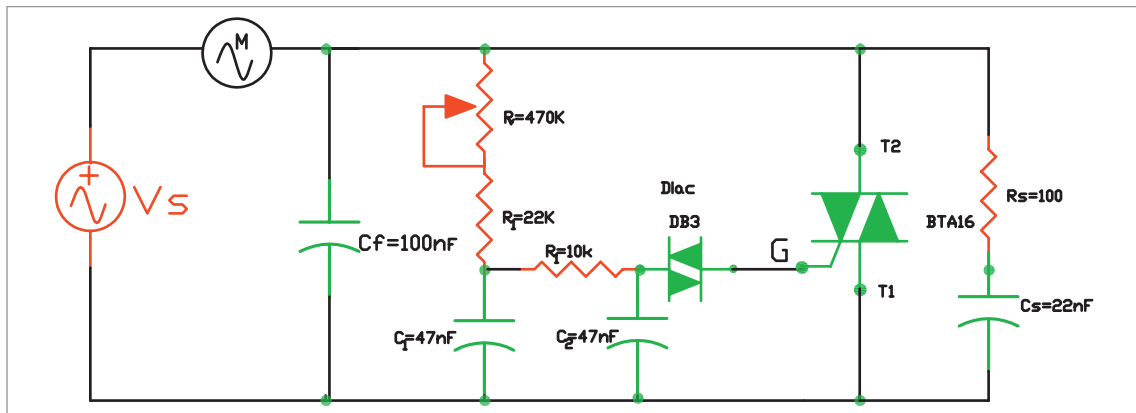 M
Vs
Cf=100nF
Rv=470K
R1=22K
C1=47nF
R1=10k
C2=47nF
Diac
DB3
G
T2
BTA16
T1
Rs=100
Cs=22nF